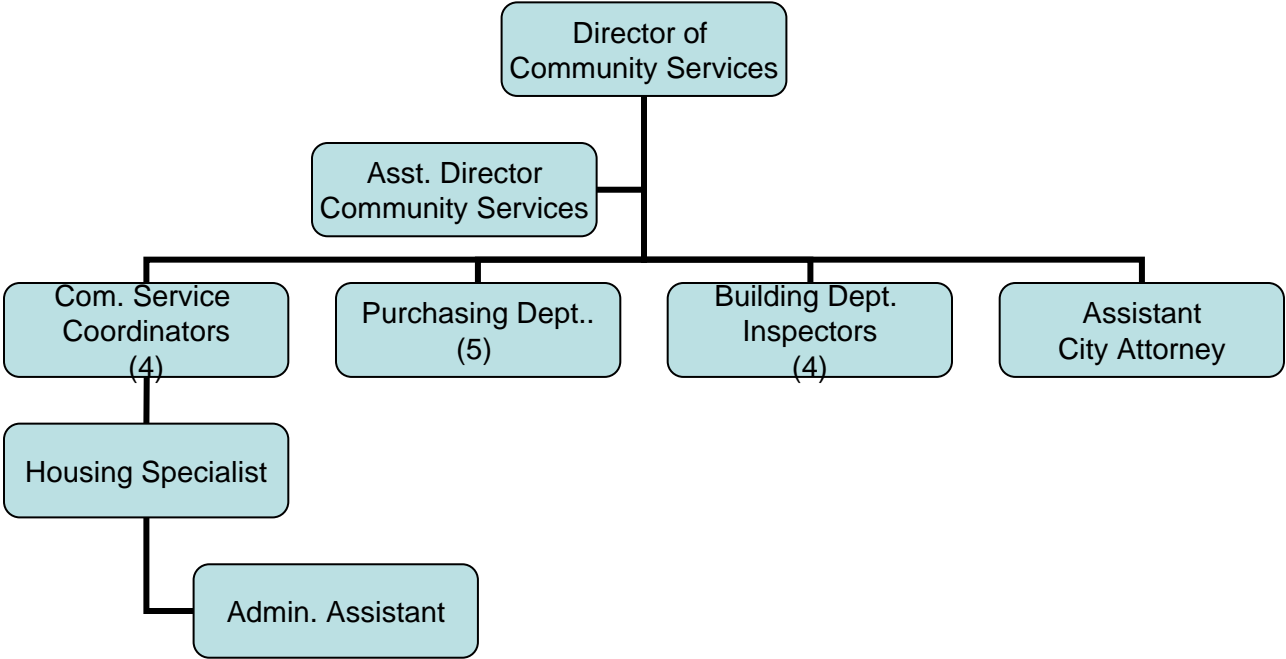 Director of
Community Services
Asst. Director
Community Services
Com. Service
Coordinators
(4)
Purchasing Dept..
(5)
Building Dept.
Inspectors
(4)
Assistant
City Attorney
Housing Specialist
Admin. Assistant